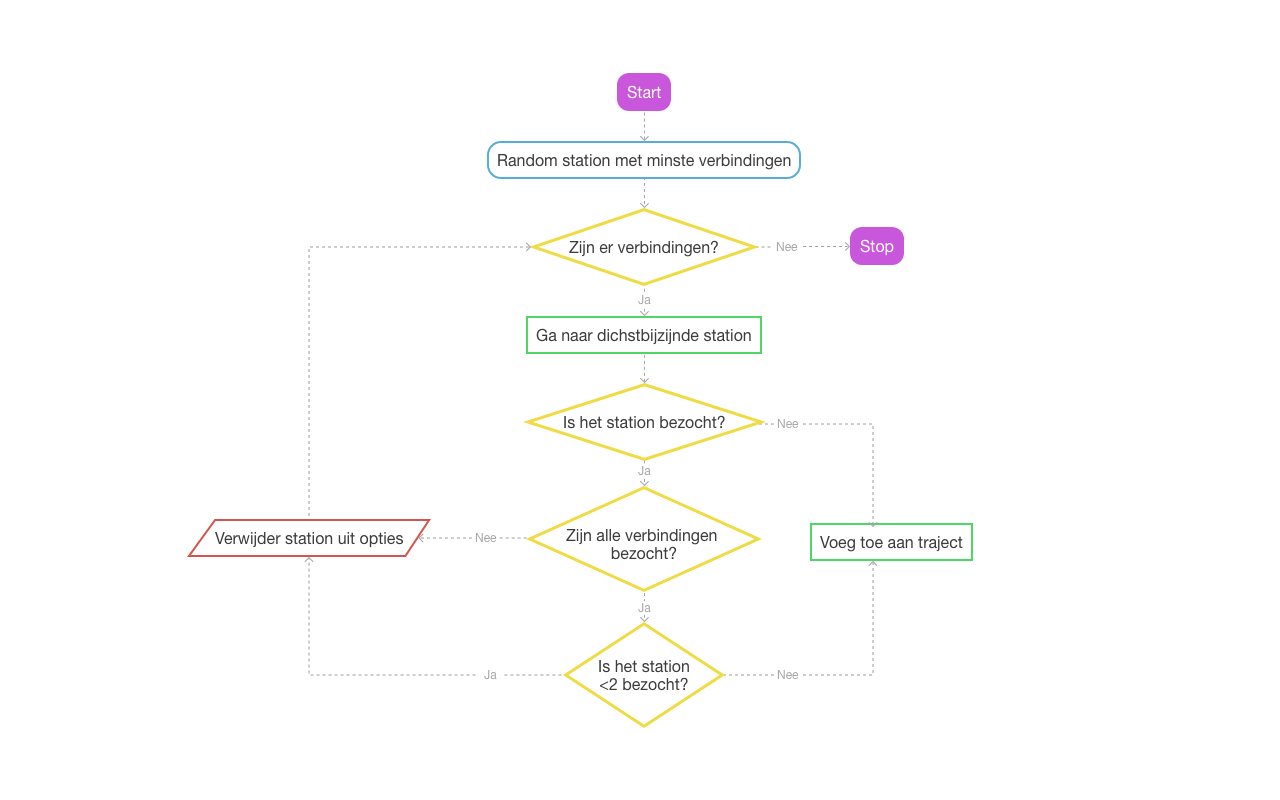 Start
Random station met minste verbindingen
Zijn er verbindingen?
Nee
Stop
Ja
Ga naar dichstbijzijnde station
Is het station bezocht?
Nee
Ja
Verwijder station uit opties
Nee
Zijn alle verbindingen
bezocht?
Voeg toe aan traject
Ja
Is het station
<2 bezocht?
Ja
Nee